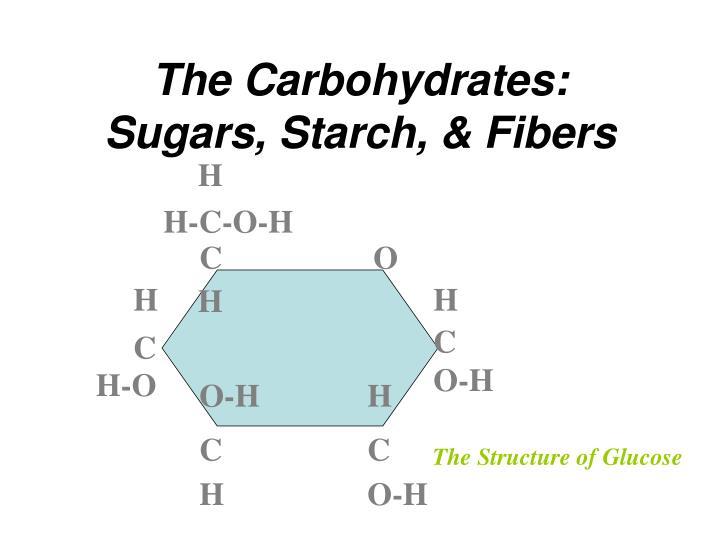 The Carbohydrates:
Sugars, Starch, & Fibers
H
H-C-O-H
C O
H H H
C C
H-O O-H
O-H H
C C
The Structure of Glucose
H O-H